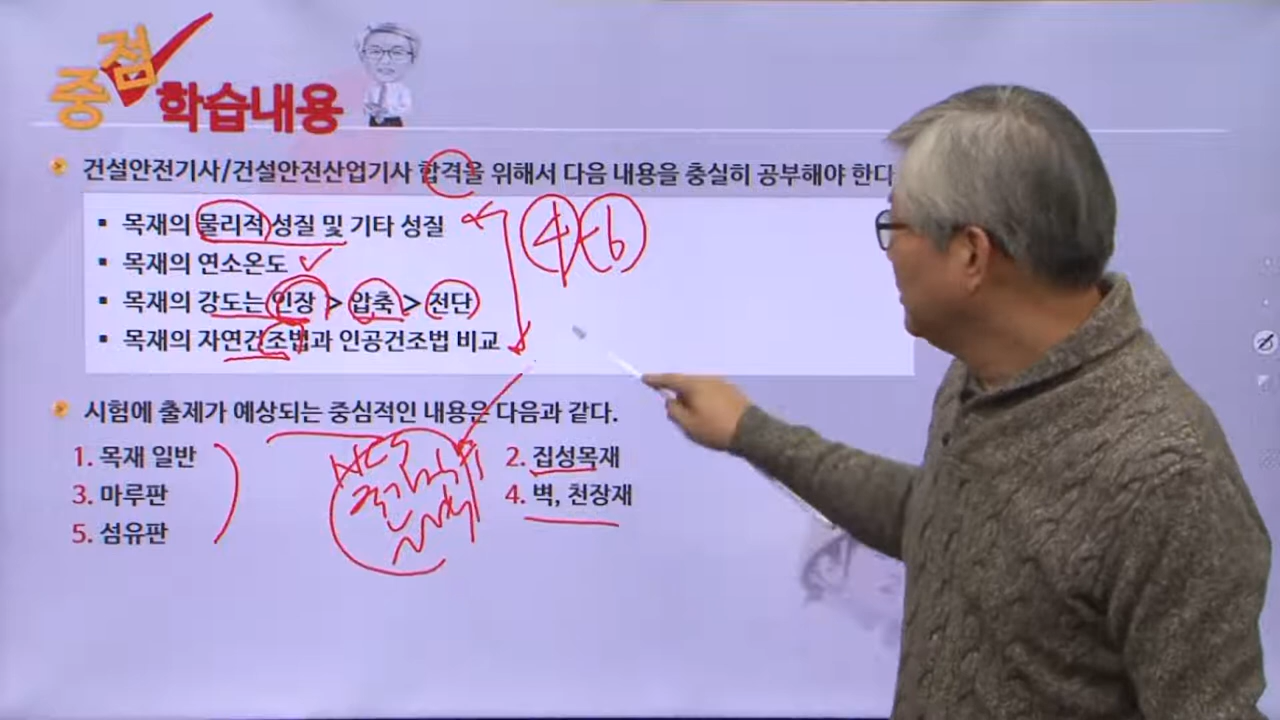 중점 학습내용
건설안전기사/건설안전산업기사 합격을 위해서 다음 내용을 충실히 공부해야 한다
▪ 목재의 물리적 성질 및 기타 성질
4 6
▪ 목재의 연소온도
▪ 목재의 강도는 인장 > 압축 > 전단
▪ 목재의 자연건조법과 인공건조법 비교
시험에 출제가 예상되는 중심적인 내용은 다음과 같다.
1. 목재 일반
2. 집성목재
3. 마루판
4. 벽, 천장재
5. 섬유판